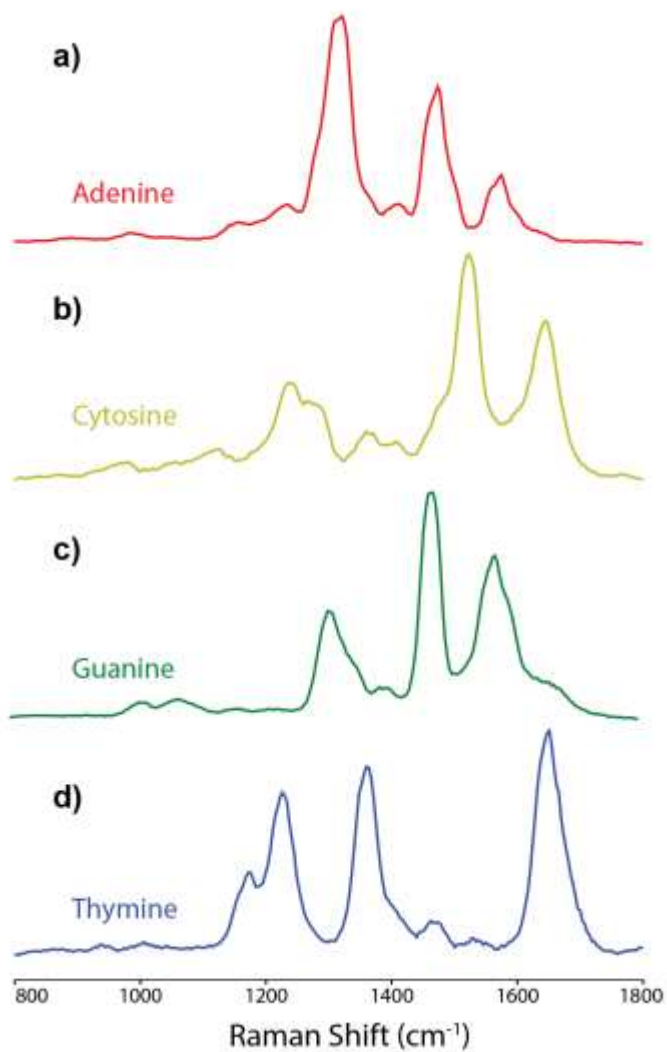 a)
Adenine
b)
Cytosine
c)
Guanine
d)
Thymine
800 1000 1200 1400 1600 1800
Raman Shift (cm⁻¹)